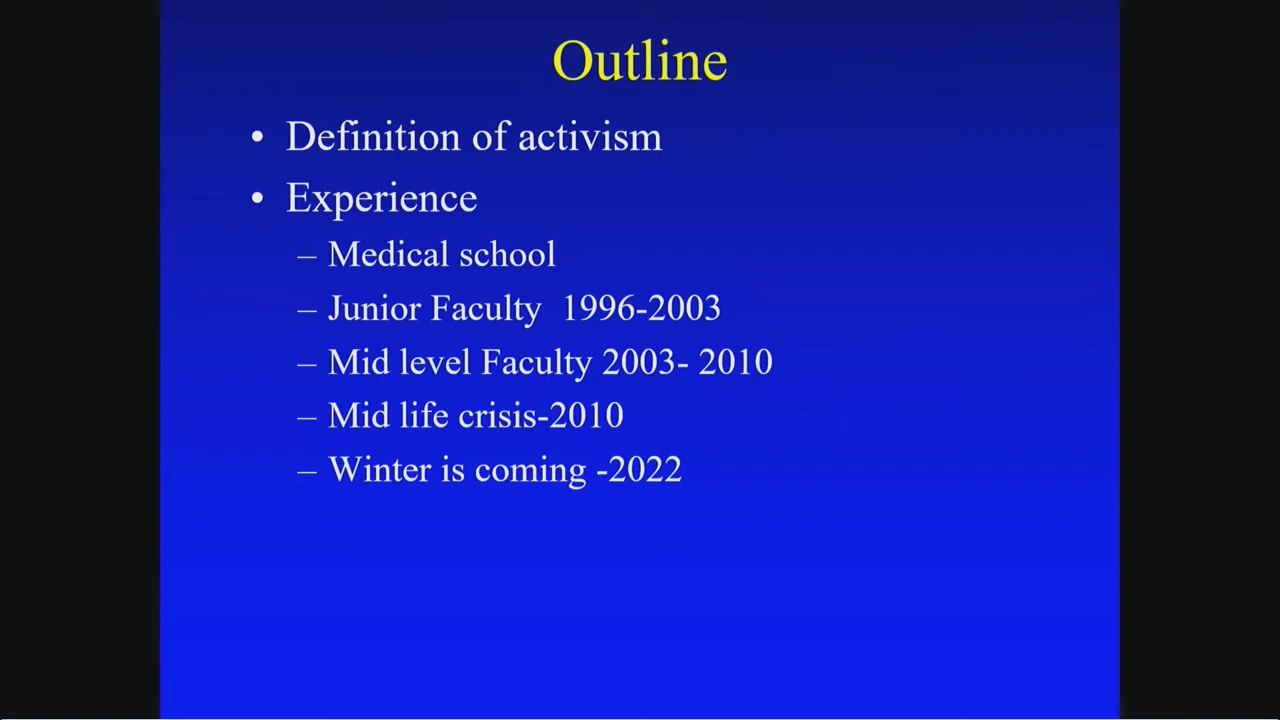 Outline
• Definition of activism
• Experience
– Medical school
– Junior Faculty  1996-2003
– Mid level Faculty 2003- 2010
– Mid life crisis-2010
– Winter is coming -2022